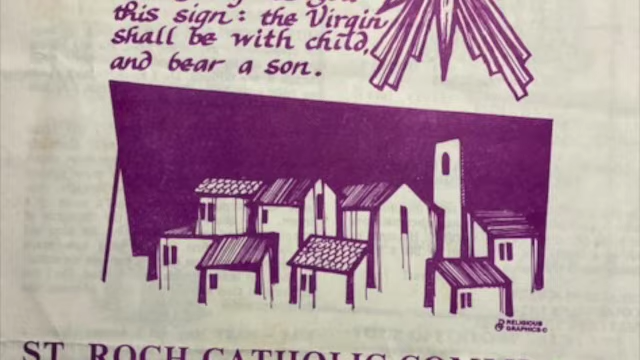 this sign: the Virgin
shall be with child,
and bear a son.
RELIGIOUS
GRAPHICS ©
ST. ROCH CATHOLIC